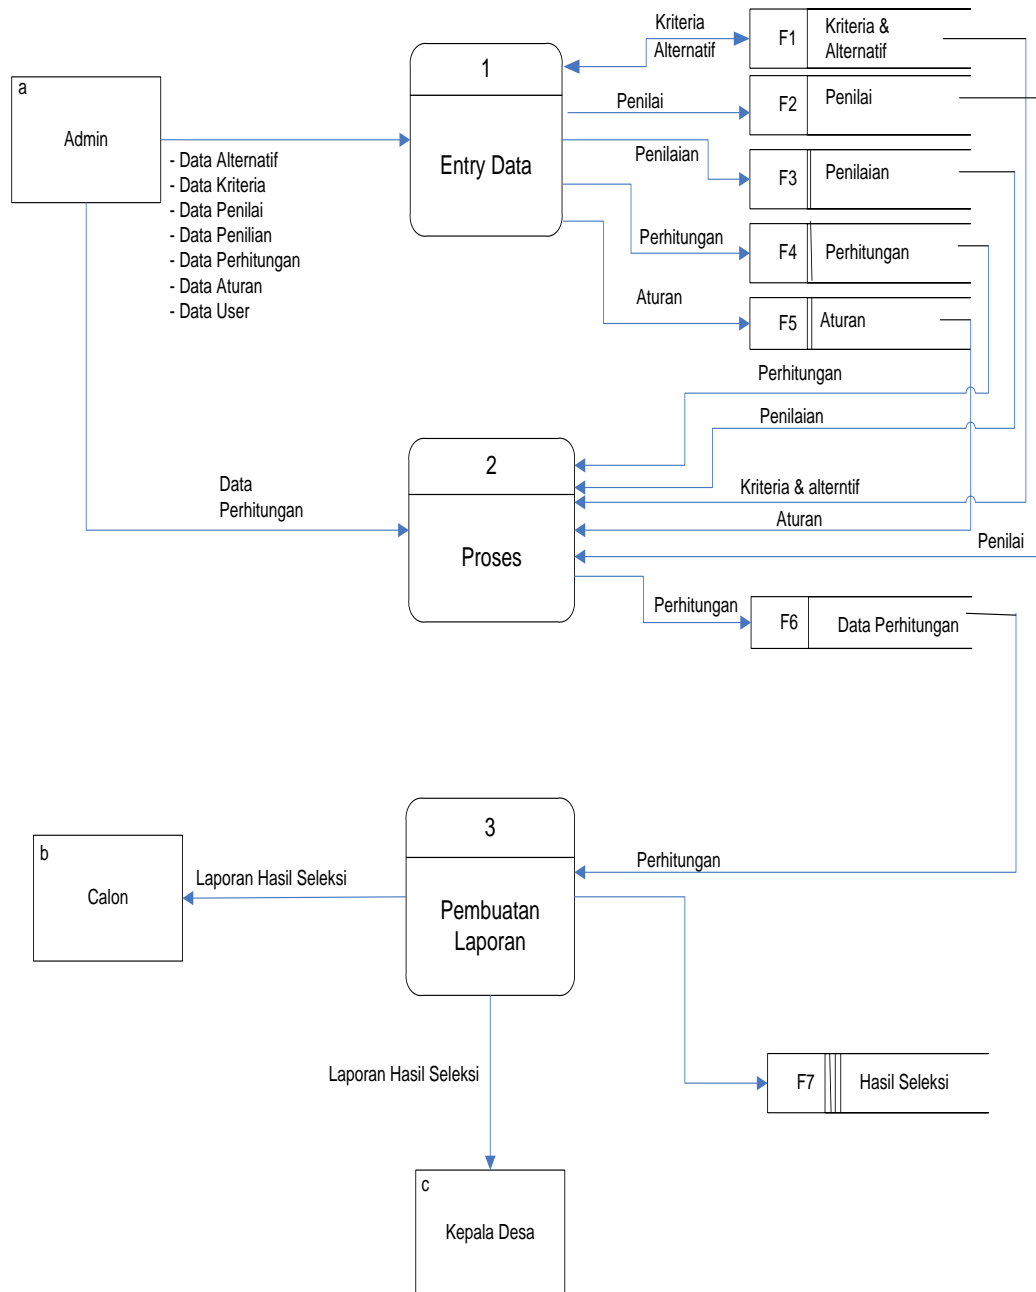 a
Admin
- Data Alternatif
- Data Kriteria
- Data Penilai
- Data Penilian
- Data Perhitungan
- Data Aturan
- Data User
1
Entry Data
Kriteria
Alternatif
Penilai
Penilaian
Perhitungan
Aturan
F1
Kriteria &
Alternatif
F2
Penilai
F3
Penilaian
F4
Perhitungan
F5
Aturan
Perhitungan
Penilaian
Kriteria & alterntif
Aturan
Penilai
Data
Perhitungan
2
Proses
Perhitungan
F6
Data Perhitungan
3
Pembuatan
Laporan
Perhitungan
b
Calon
Laporan Hasil Seleksi
Laporan Hasil Seleksi
F7
Hasil Seleksi
c
Kepala Desa